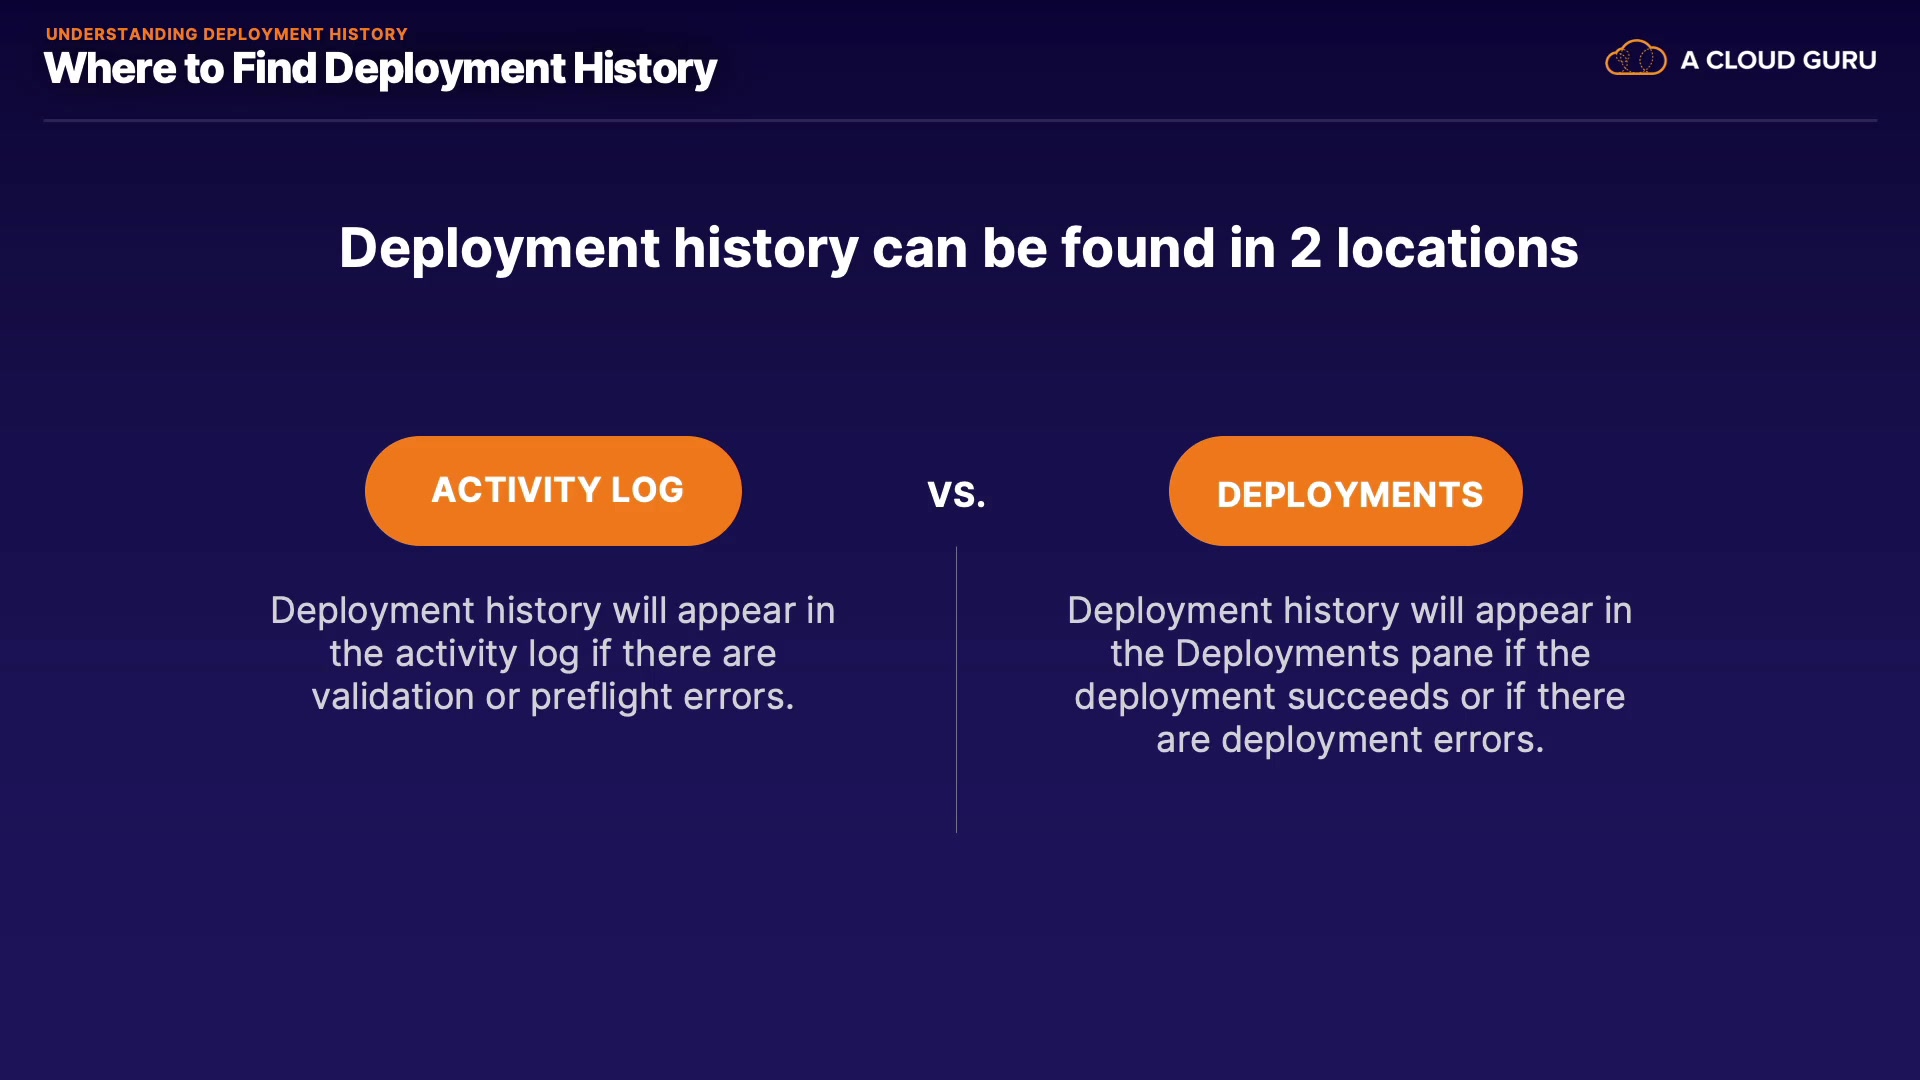 UNDERSTANDING DEPLOYMENT HISTORY
Where to Find Deployment History
A CLOUD GURU
Deployment history can be found in 2 locations
ACTIVITY LOG
Deployment history will appear in
the activity log if there are
validation or preflight errors.
VS.
DEPLOYMENTS
Deployment history will appear in
the Deployments pane if the
deployment succeeds or if there
are deployment errors.